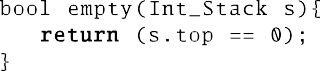 bool empty(Int_Stack s){
   return (s.top == 0);
}